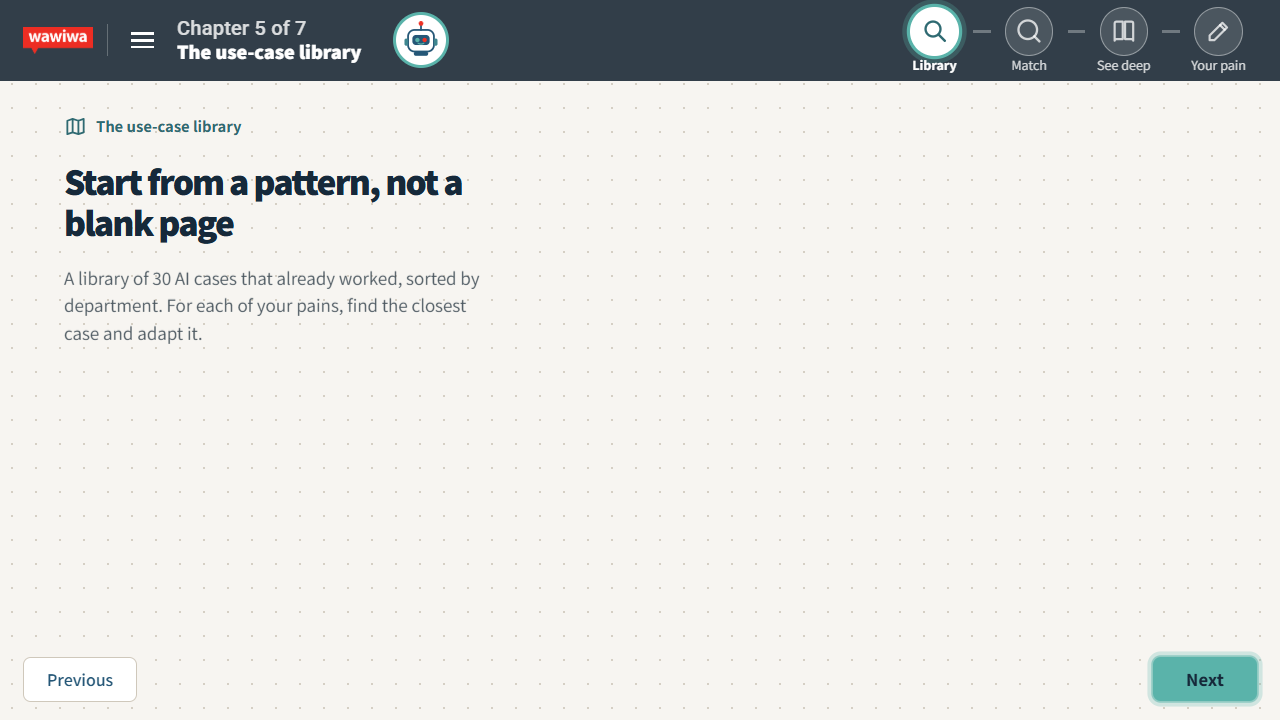 wawiwa
Chapter 5 of 7
The use-case library
Library
Match
See deep
Your pain
The use-case library
Start from a pattern, not a
blank page
A library of 30 AI cases that already worked, sorted by
department. For each of your pains, find the closest
case and adapt it.
Previous
Next